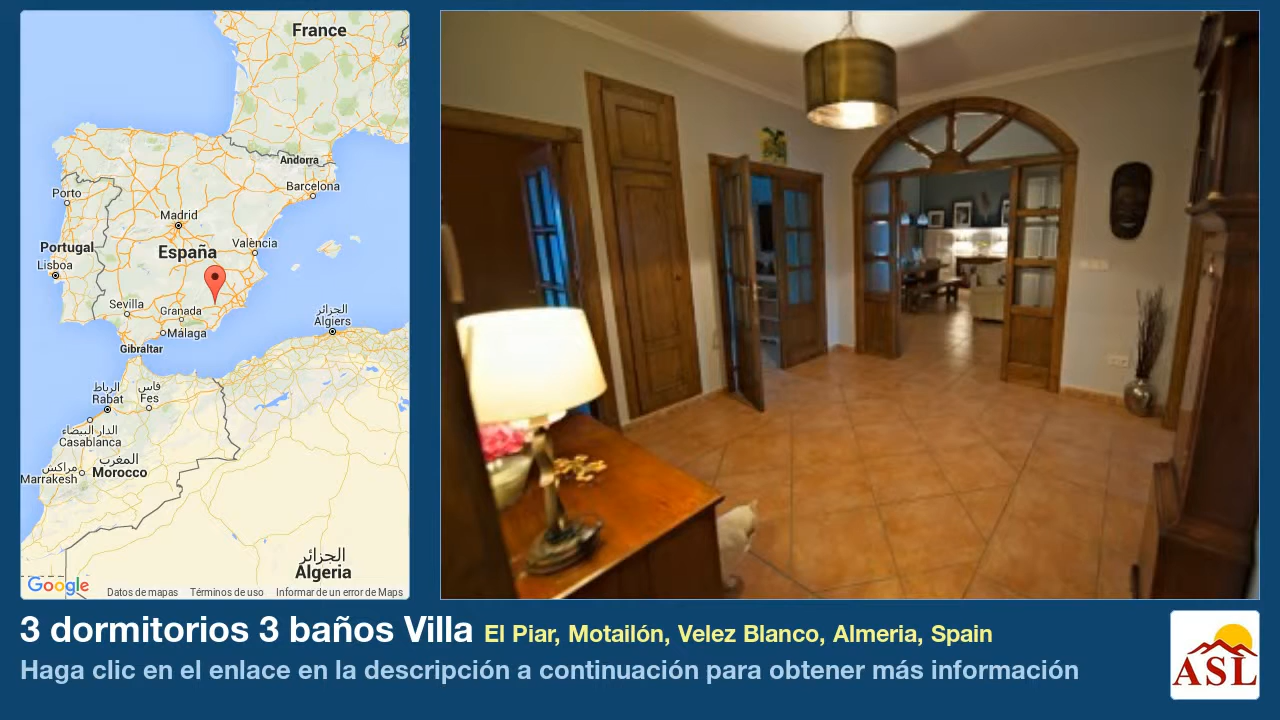 France
Andorra
Porto
Barcelona
Madrid
Portugal
España
València
Lisboa
Sevilla
Granada
Málaga
الجزائر
Algiers
Gibraltar
الرباط
فاس
Rabat
Fes
الدار البيضاء
Casablanca
المغرب
مراكش
Morocco
Marrakesh
الجزائر
Algeria
Google
Datos de mapas Términos de uso Informar de un error de Maps
3 dormitorios 3 baños Villa El Piar, Motailón, Velez Blanco, Almeria, Spain
Haga clic en el enlace en la descripción a continuación para obtener más información
ASL